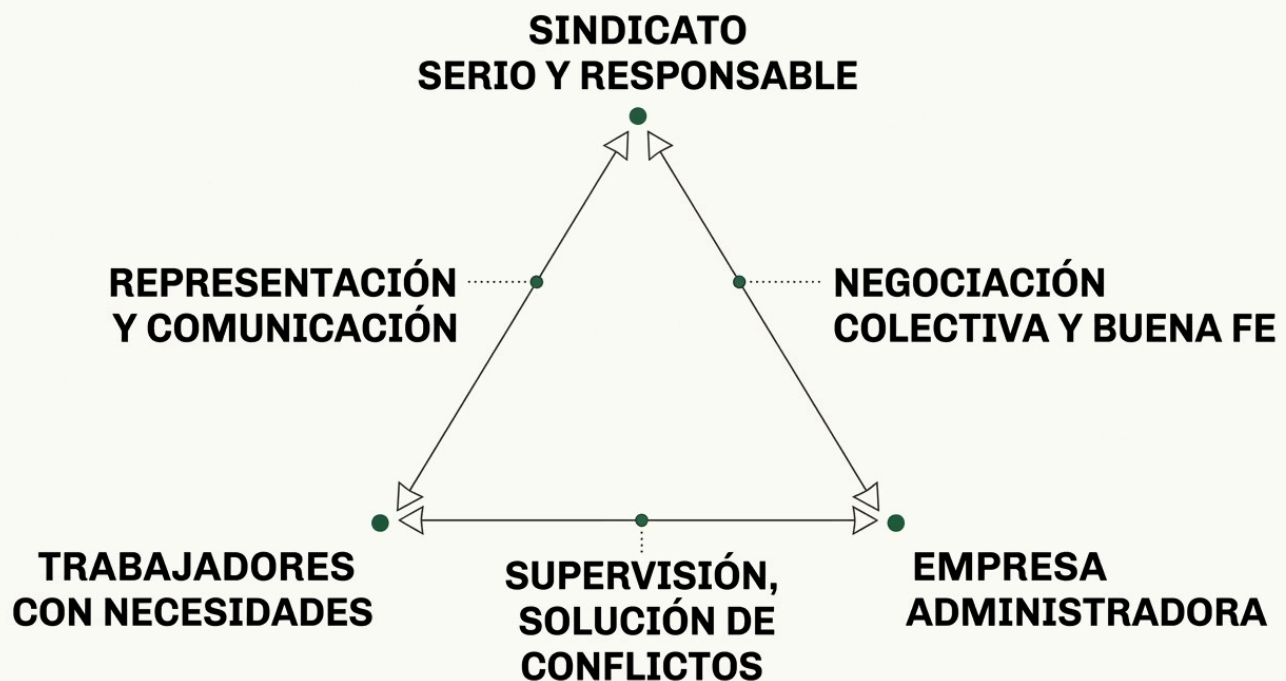 SINDICATO
SERIO Y RESPONSABLE
REPRESENTACIÓN
Y COMUNICACIÓN
NEGOCIACIÓN
COLECTIVA Y BUENA FE
TRABAJADORES
CON NECESIDADES
SUPERVISIÓN,
SOLUCIÓN DE
CONFLICTOS
EMPRESA
ADMINISTRADORA